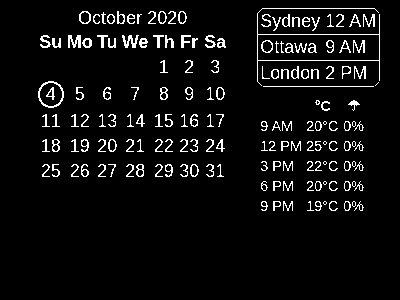 October 2020
Su Mo Tu We Th Fr Sa
1 2 3
4 5 6 7 8 9 10
11 12 13 14 15 16 17
18 19 20 21 22 23 24
25 26 27 28 29 30 31
Sydney 12 AM
Ottawa 9 AM
London 2 PM
°C ☂
9 AM 20°C 0%
12 PM 25°C 0%
3 PM 22°C 0%
6 PM 20°C 0%
9 PM 19°C 0%